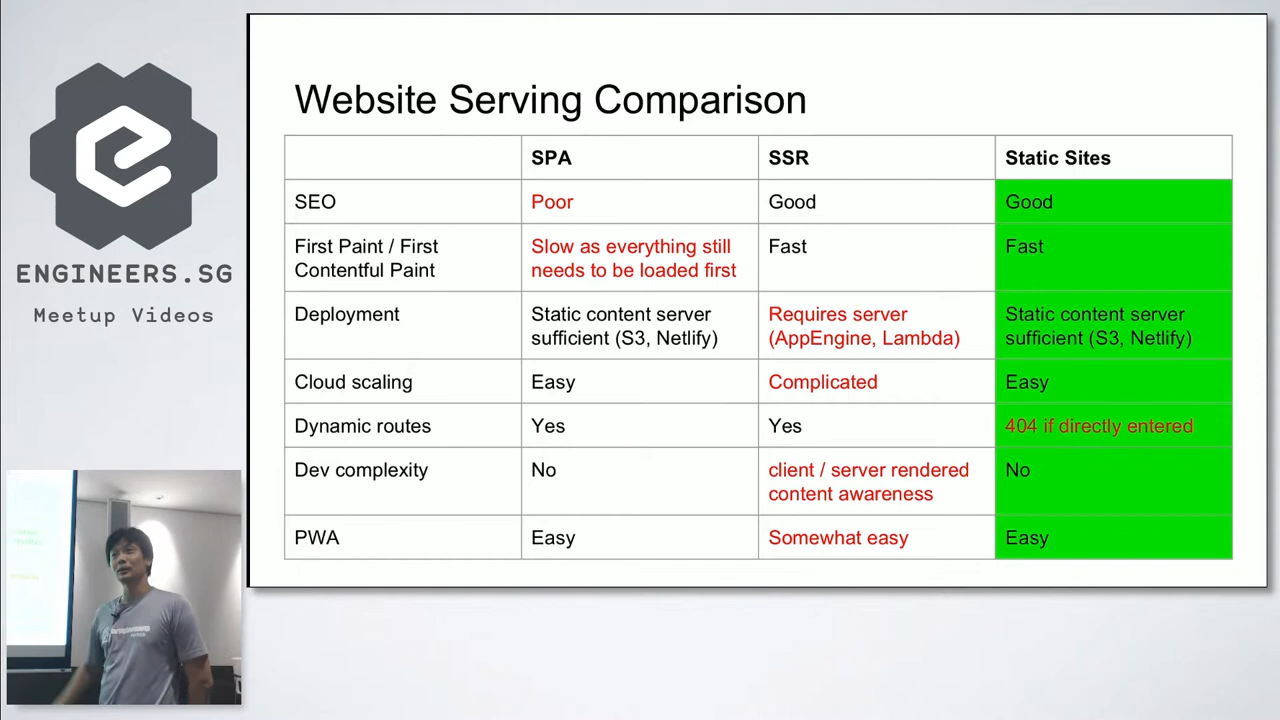 ENGINEERS.SG
Meetup Videos
Website Serving Comparison
SPA
SSR
Static Sites
SEO
Poor
Good
Good
First Paint / First
Contentful Paint
Slow as everything still
needs to be loaded first
Fast
Fast
Deployment
Static content server
sufficient (S3, Netlify)
Requires server
(AppEngine, Lambda)
Static content server
sufficient (S3, Netlify)
Cloud scaling
Easy
Complicated
Easy
Dynamic routes
Yes
Yes
404 if directly entered
Dev complexity
No
client / server rendered
content awareness
No
PWA
Easy
Somewhat easy
Easy